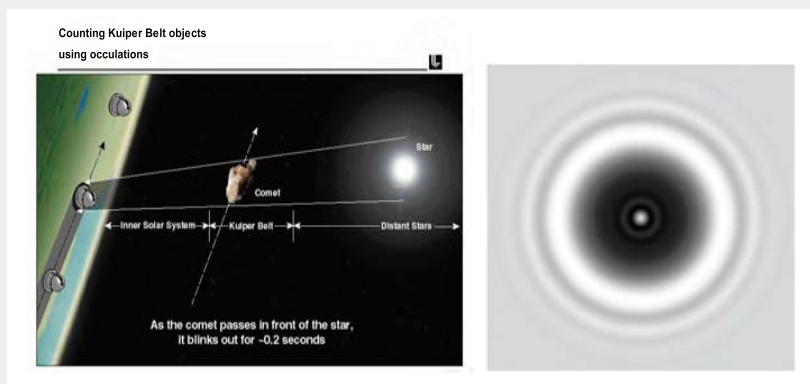 Counting Kuiper Belt objects
using occulations
Star
Comet
Inner Solar System
Kuiper Belt
Distant Stars
As the comet passes in front of the star,
it blinks out for ~0.2 seconds